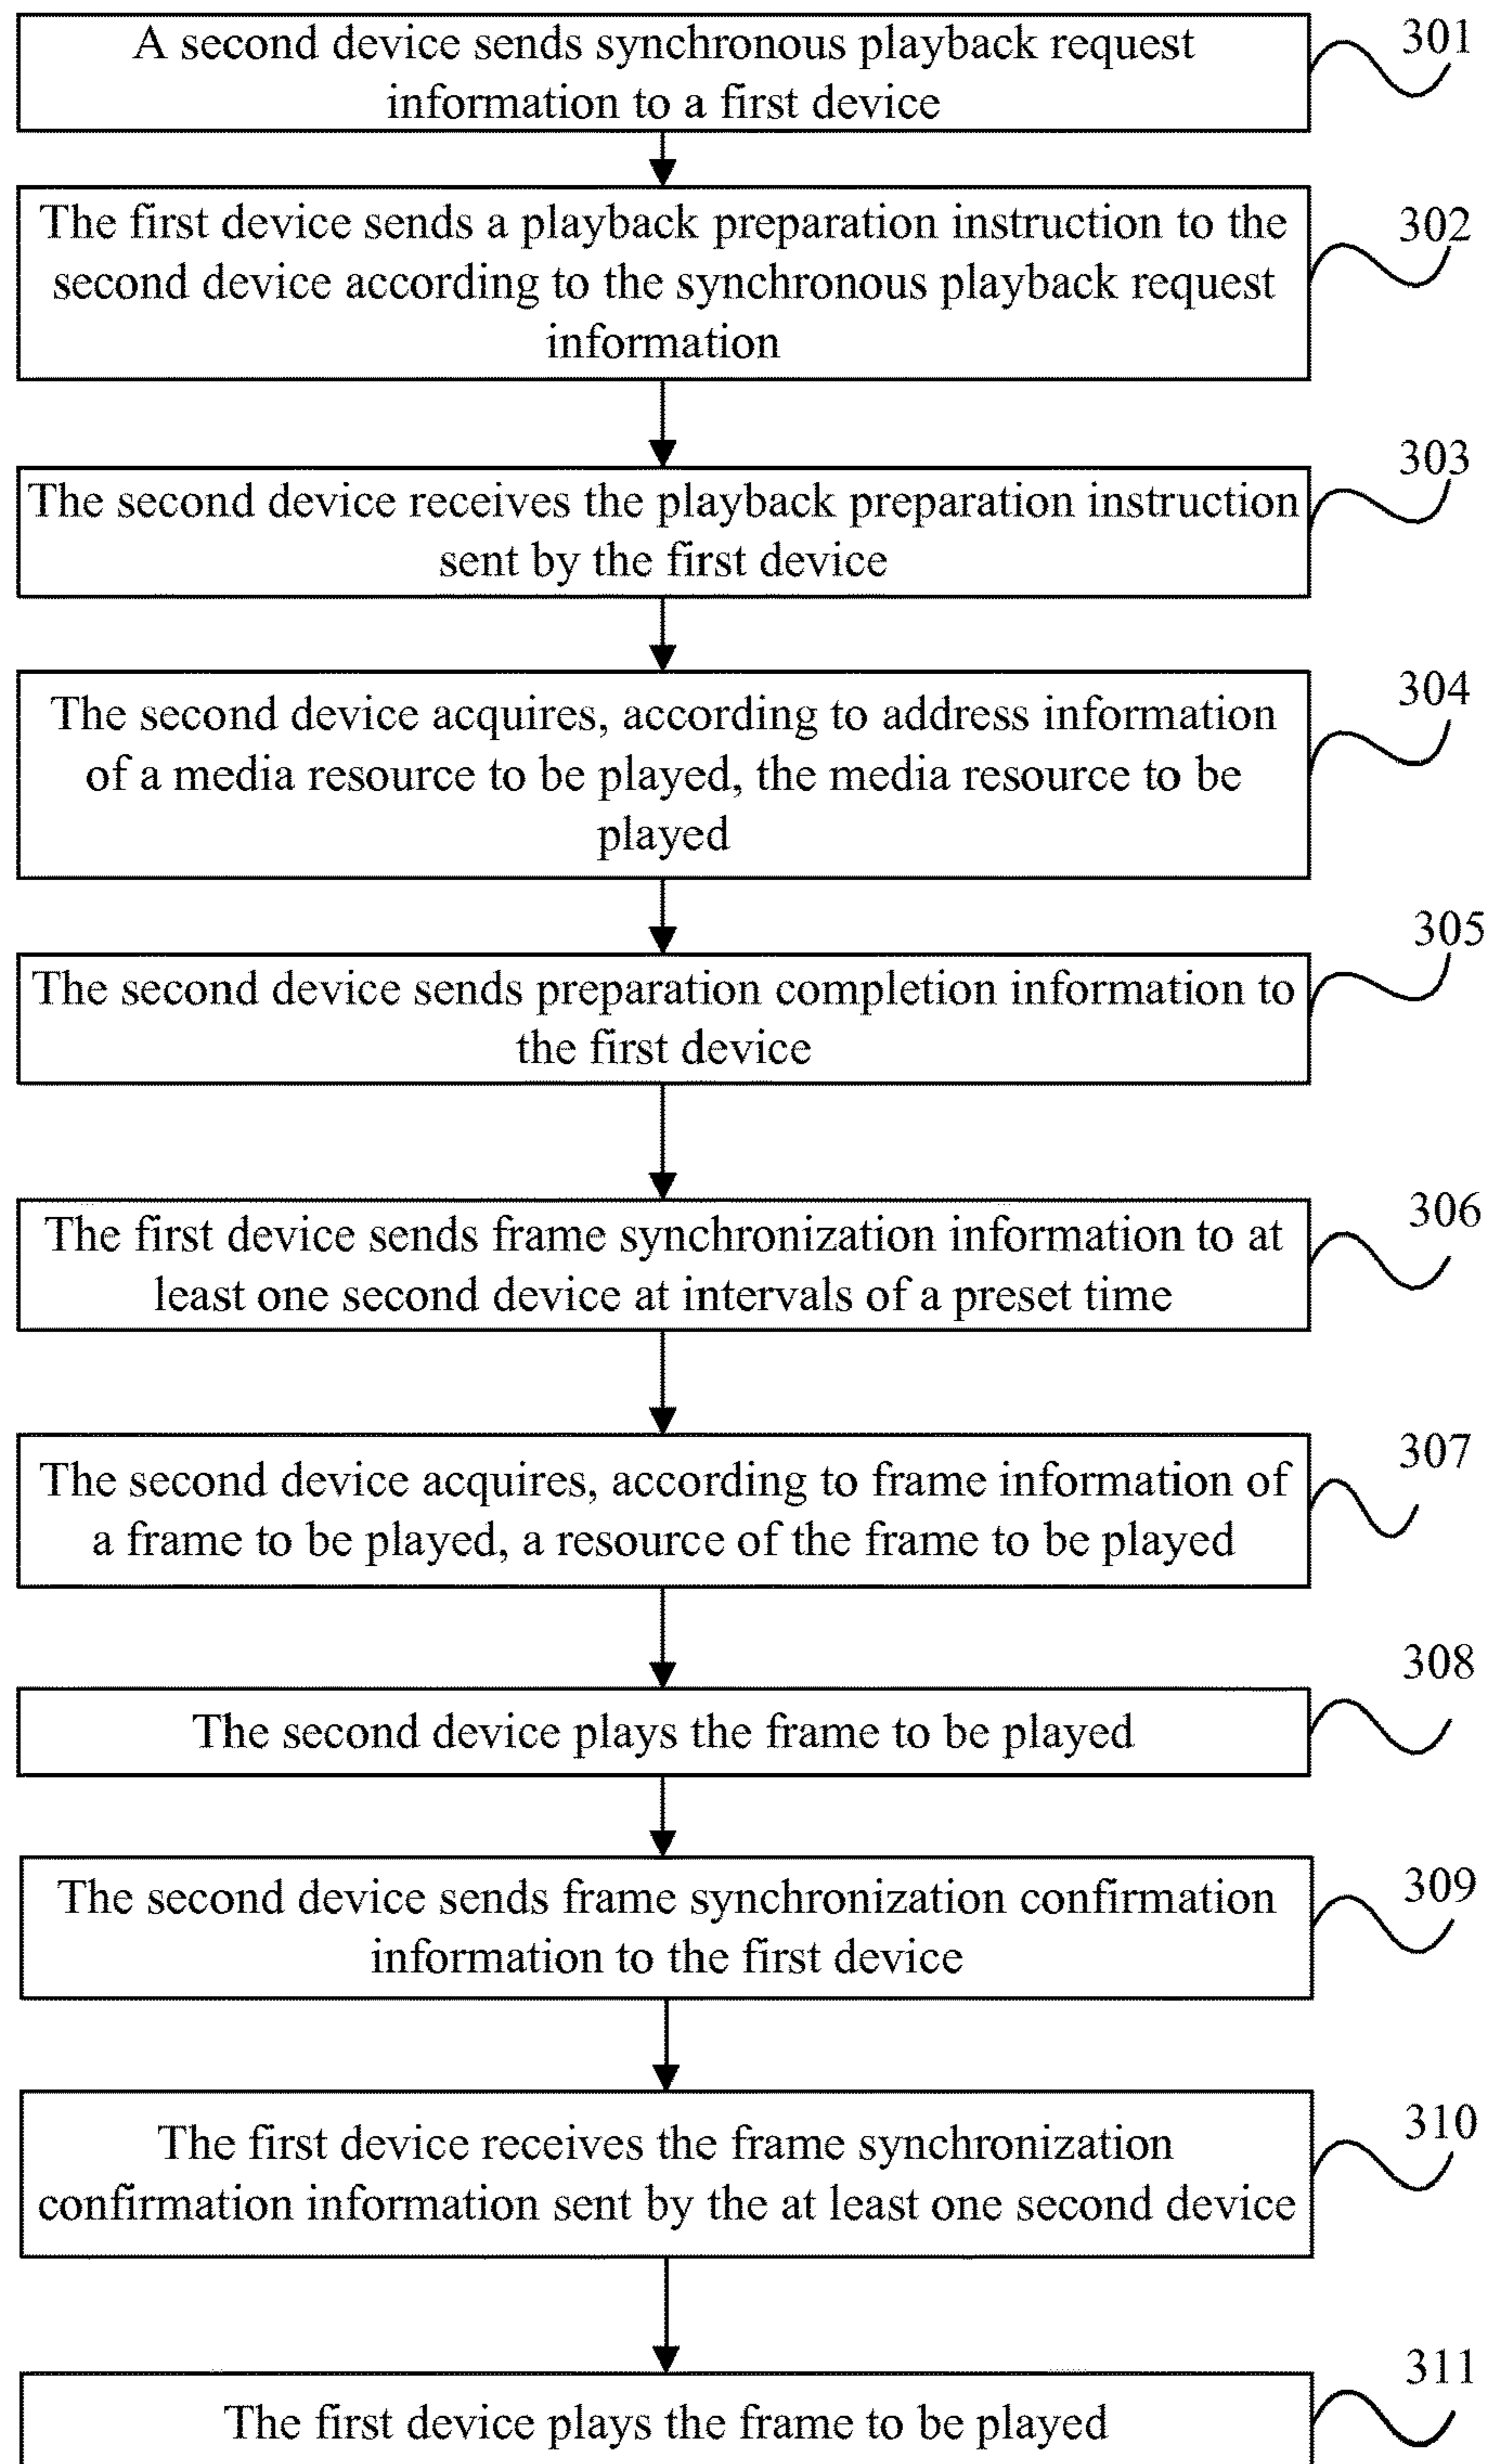 A second device sends synchronous playback request
information to a first device
301
The first device sends a playback preparation instruction to the
second device according to the synchronous playback request
information
302
The second device receives the playback preparation instruction
sent by the first device
303
The second device acquires, according to address information
of a media resource to be played, the media resource to be
played
304
The second device sends preparation completion information to
the first device
305
The first device sends frame synchronization information to at
least one second device at intervals of a preset time
306
The second device acquires, according to frame information of
a frame to be played, a resource of the frame to be played
307
The second device plays the frame to be played
308
The second device sends frame synchronization confirmation
information to the first device
309
The first device receives the frame synchronization
confirmation information sent by the at least one second device
310
The first device plays the frame to be played
311